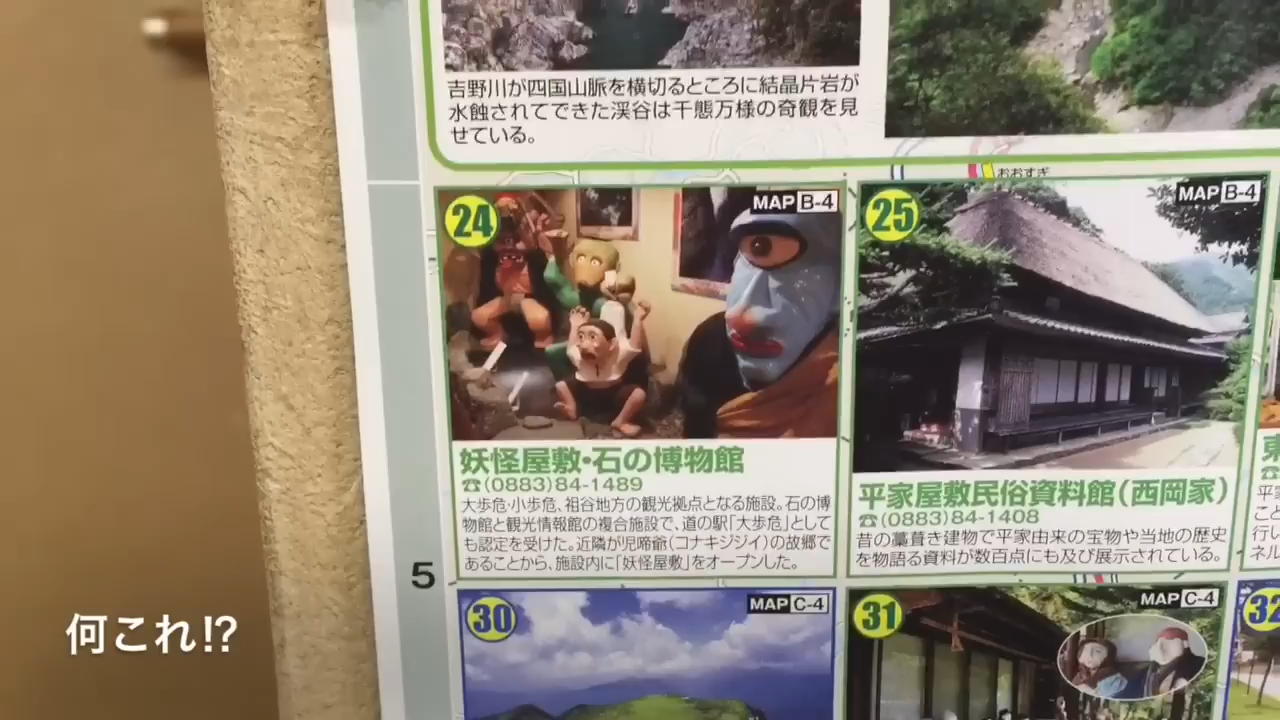 吉野川が四国山脈を横切るところに結晶片岩が
水蝕されてできた渓谷は千態万様の奇観を見
せている。
おおすぎ
24
MAP B-4
妖怪屋敷・石の博物館
☎(0883)84-1489
大歩危・小歩危、祖谷地方の観光拠点となる施設。石の博
物館と観光情報館の複合施設で、道の駅「大歩危」として
も認定を受けた。近隣が児啼爺(コナキジジイ)の故郷で
あることから、施設内に「妖怪屋敷」をオープンした。
25
MAP B-4
平家屋敷民俗資料館(西岡家)
☎(0883)84-1408
昔の藁葺き建物で平家由来の宝物や当地の歴史
を物語る資料が数百点にも及び展示されている。
5
30
MAP C-4
31
MAP C-4
32
何これ!?